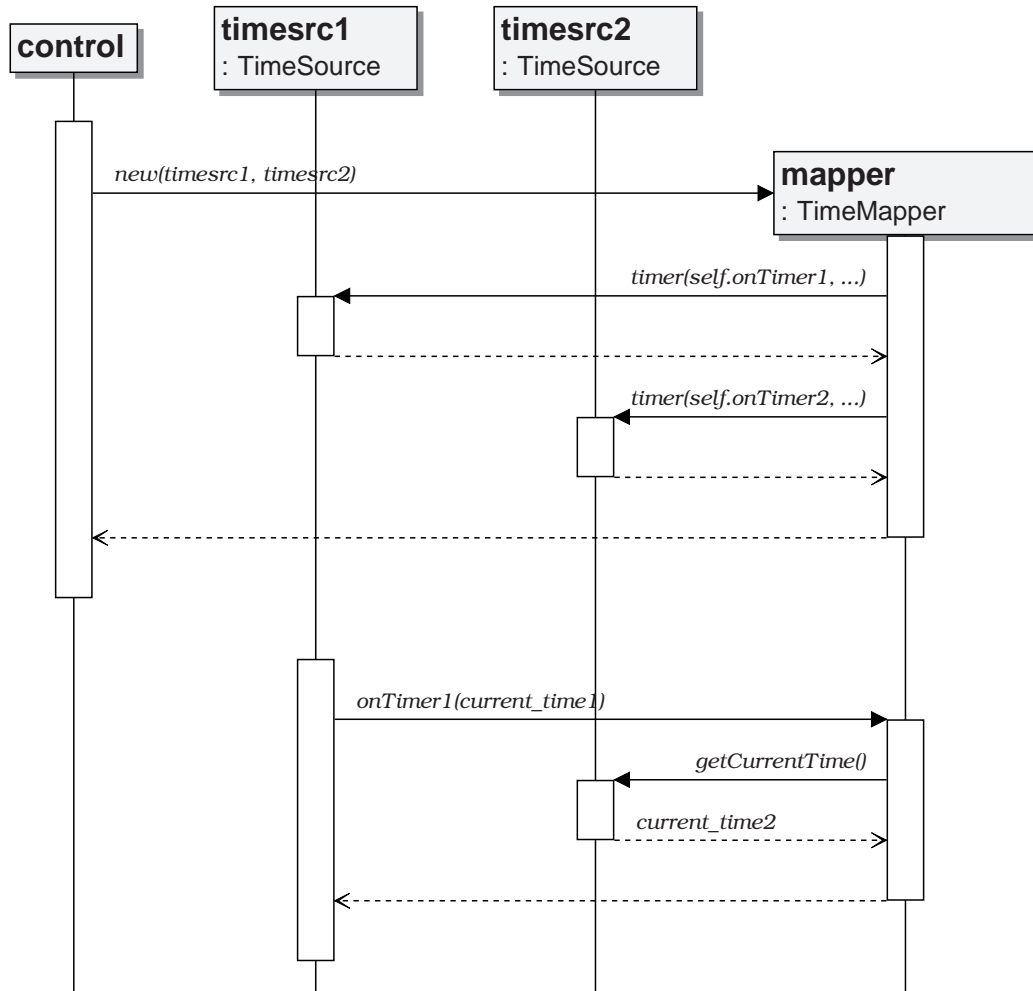 control
timesrc1
: TimeSource
timesrc2
: TimeSource
new(timesrc1, timesrc2)
mapper
: TimeMapper
timer(self.onTimer1, ...)
timer(self.onTimer2, ...)
onTimer1(current_time1)
getCurrentTime()
current_time2